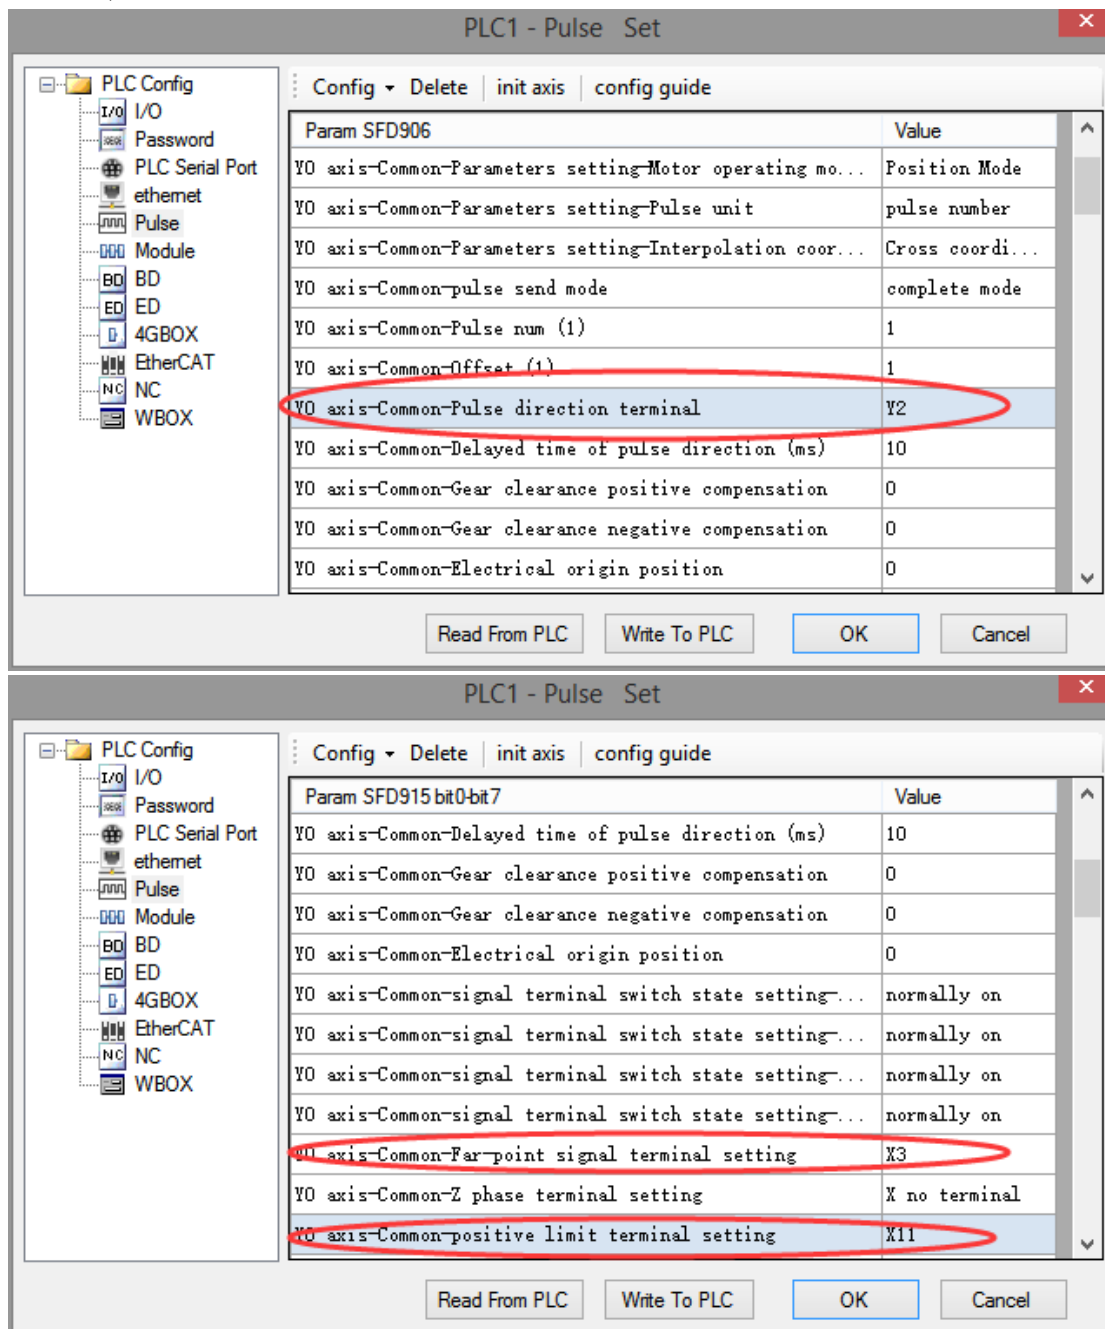 PLC1 - Pulse Set
PLC Config
I/O I/O
Password
PLC Serial Port
ethernet
Pulse
Module
BD BD
ED ED
4GBOX
EtherCAT
NC NC
WBOX
Config Delete init axis config guide
Param SFD906 Value
Y0 axis-Common-Parameters setting-Motor operating mo... Position Mode
Y0 axis-Common-Parameters setting-Pulse unit pulse number
Y0 axis-Common-Parameters setting-Interpolation coor... Cross coordi...
Y0 axis-Common-pulse send mode complete mode
Y0 axis-Common-Pulse num (1) 1
Y0 axis-Common-Offset (1) 1
Y0 axis-Common-Pulse direction terminal Y2
Y0 axis-Common-Delayed time of pulse direction (ms) 10
Y0 axis-Common-Gear clearance positive compensation 0
Y0 axis-Common-Gear clearance negative compensation 0
Y0 axis-Common-Electrical origin position 0
Read From PLC Write To PLC OK Cancel
PLC1 - Pulse Set
PLC Config
I/O I/O
Password
PLC Serial Port
ethernet
Pulse
Module
BD BD
ED ED
4GBOX
EtherCAT
NC NC
WBOX
Config Delete init axis config guide
Param SFD915 bit0-bit7 Value
Y0 axis-Common-Delayed time of pulse direction (ms) 10
Y0 axis-Common-Gear clearance positive compensation 0
Y0 axis-Common-Gear clearance negative compensation 0
Y0 axis-Common-Electrical origin position 0
Y0 axis-Common-signal terminal switch state setting-... normally on
Y0 axis-Common-signal terminal switch state setting-... normally on
Y0 axis-Common-signal terminal switch state setting-... normally on
Y0 axis-Common-signal terminal switch state setting-... normally on
Y0 axis-Common-Far-point signal terminal setting X3
Y0 axis-Common-Z phase terminal setting X no terminal
Y0 axis-Common-positive limit terminal setting X11
Read From PLC Write To PLC OK Cancel